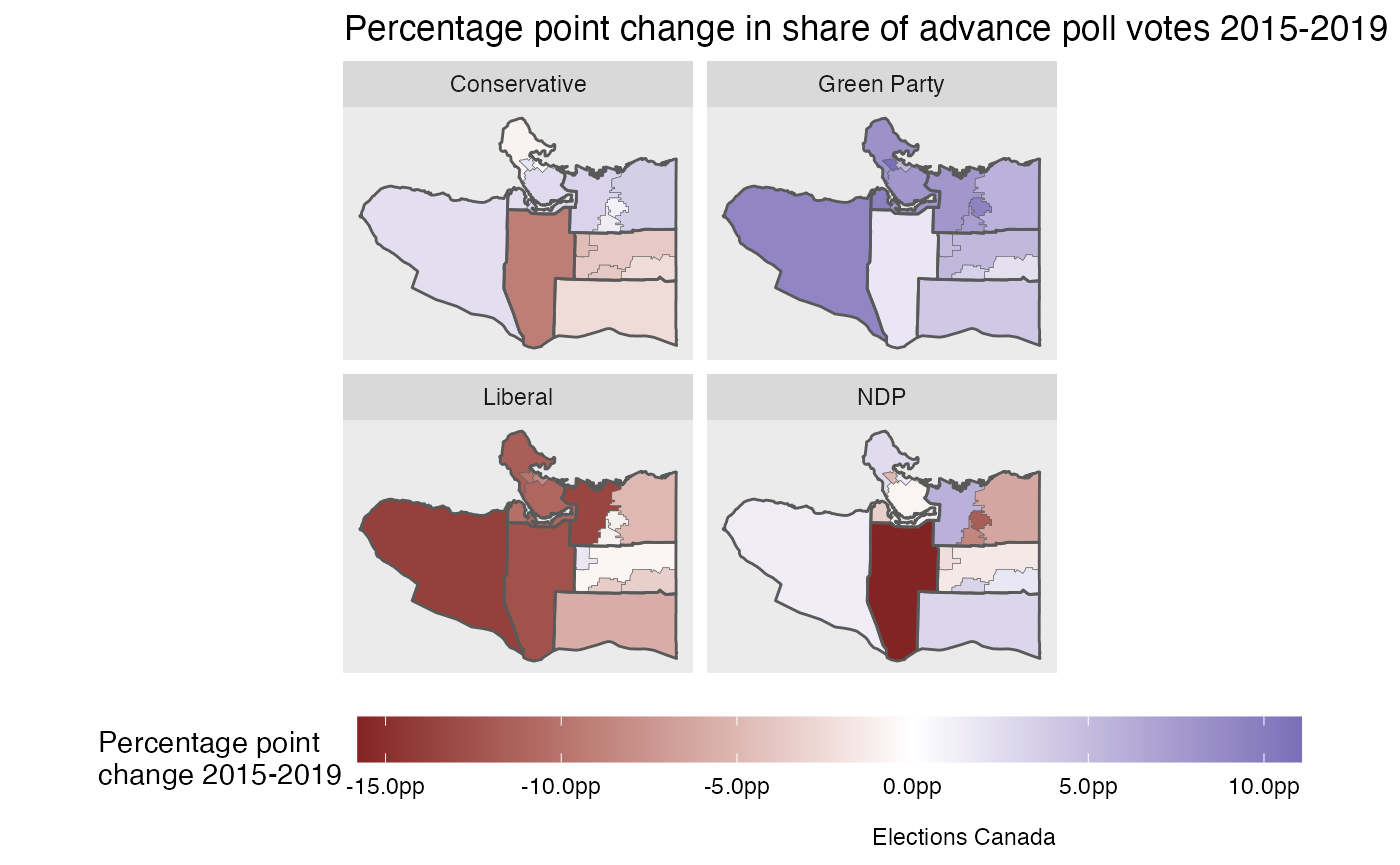 Percentage point change in share of advance poll votes 2015-2019
Conservative
Green Party
Liberal
NDP
Percentage point
change 2015-2019
-15.0pp
-10.0pp
-5.0pp
0.0pp
5.0pp
10.0pp
Elections Canada